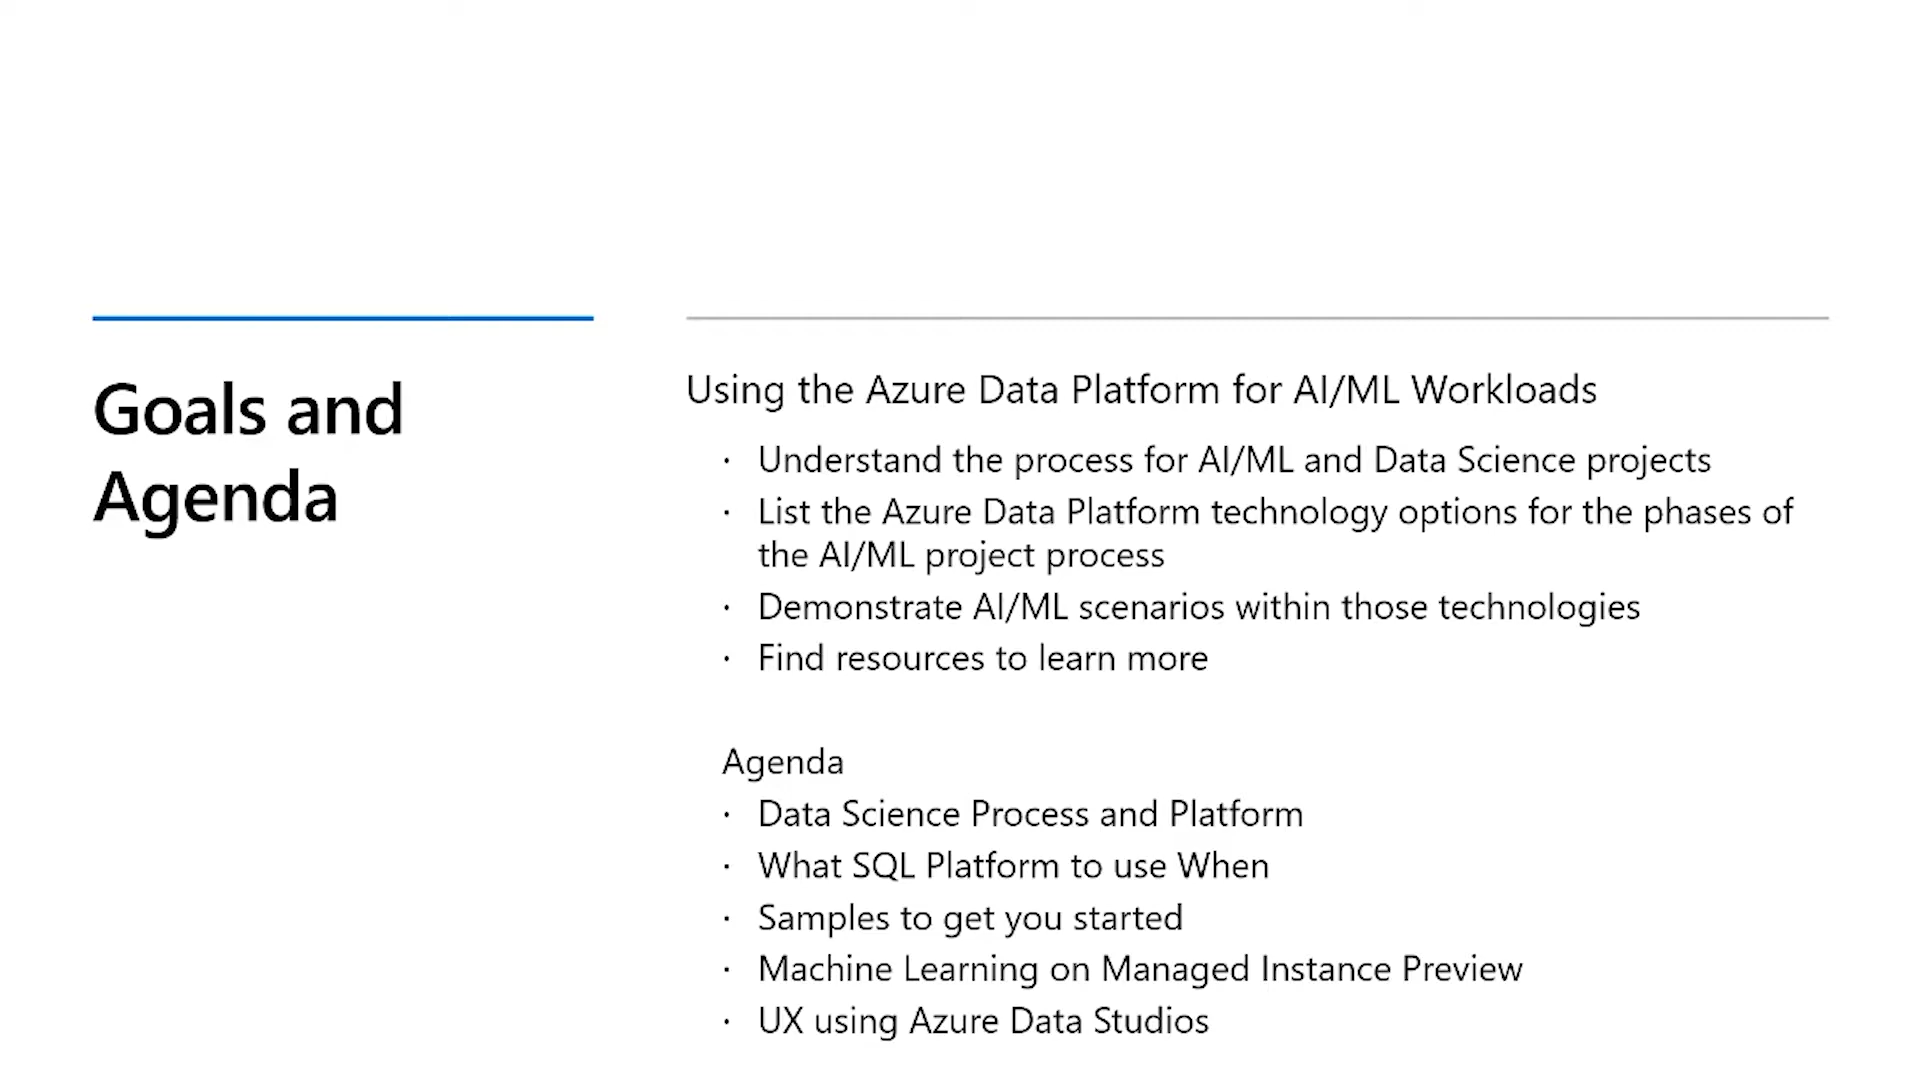 Goals and
Agenda
Using the Azure Data Platform for AI/ML Workloads
· Understand the process for AI/ML and Data Science projects
· List the Azure Data Platform technology options for the phases of
the AI/ML project process
· Demonstrate AI/ML scenarios within those technologies
· Find resources to learn more
Agenda
· Data Science Process and Platform
· What SQL Platform to use When
· Samples to get you started
· Machine Learning on Managed Instance Preview
· UX using Azure Data Studios